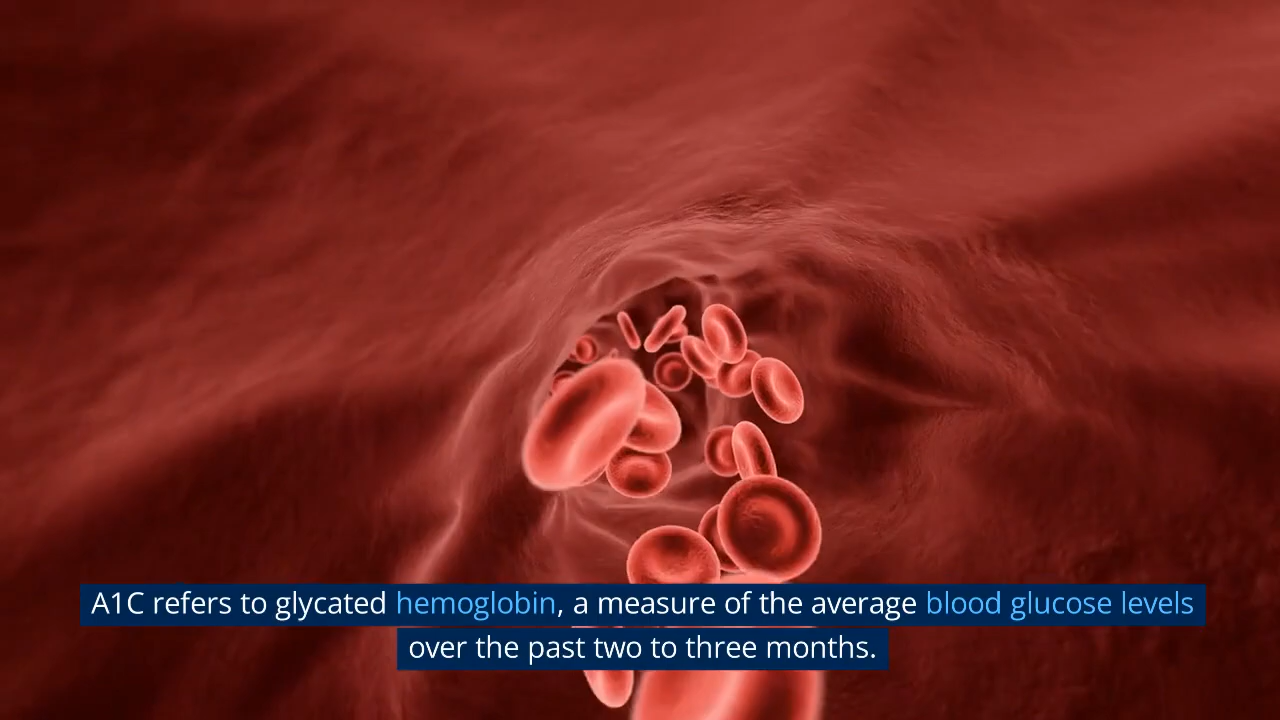 A1C refers to glycated hemoglobin, a measure of the average blood glucose levels
over the past two to three months.